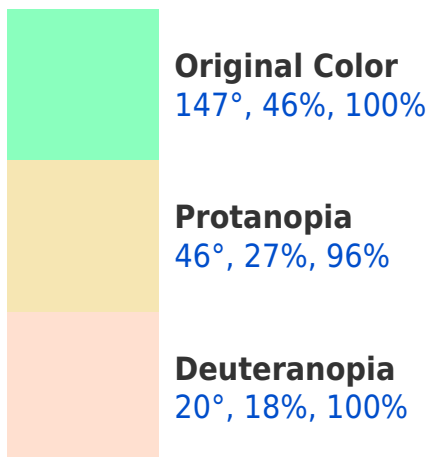 Original Color
147°, 46%, 100%
Protanopia
46°, 27%, 96%
Deuteranopia
20°, 18%, 100%